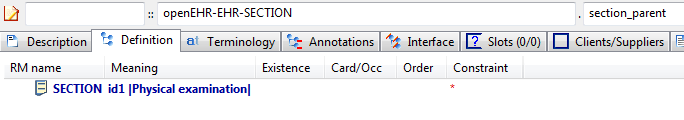 :: openEHR-EHR-SECTION . section_parent
Description Definition Terminology Annotations Interface Slots (0/0) Clients/Suppliers
RM name Meaning Existence Card/Occ Order Constraint
SECTION id1 |Physical examination| *